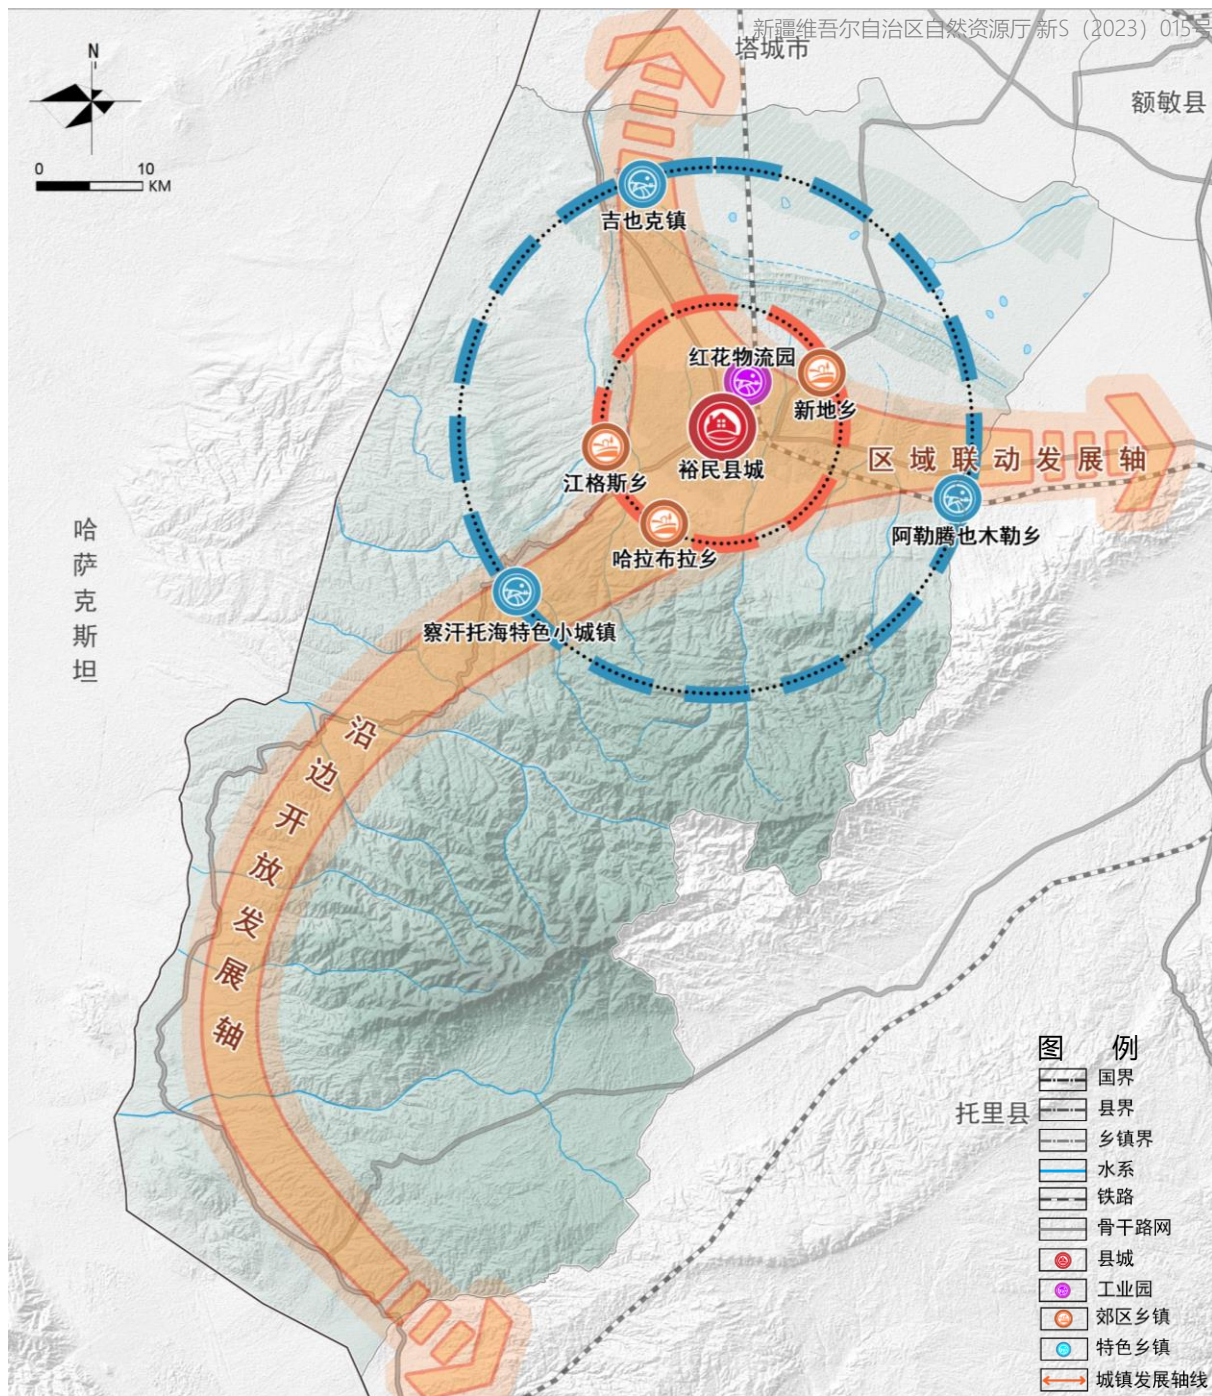 新疆维吾尔自治区自然资源厅 新S（2023）015号
塔城市
额敏县
N
0 10
KM
吉也克镇
红花物流园
新地乡
裕民县城
区域联动发展轴
江格斯乡
阿勒腾也木勒乡
哈拉布拉乡
察汗托海特色小城镇
哈萨克斯坦
沿边开放发展轴
托里县
图 例
国界
县界
乡镇界
水系
铁路
骨干路网
县城
工业园
郊区乡镇
特色乡镇
城镇发展轴线